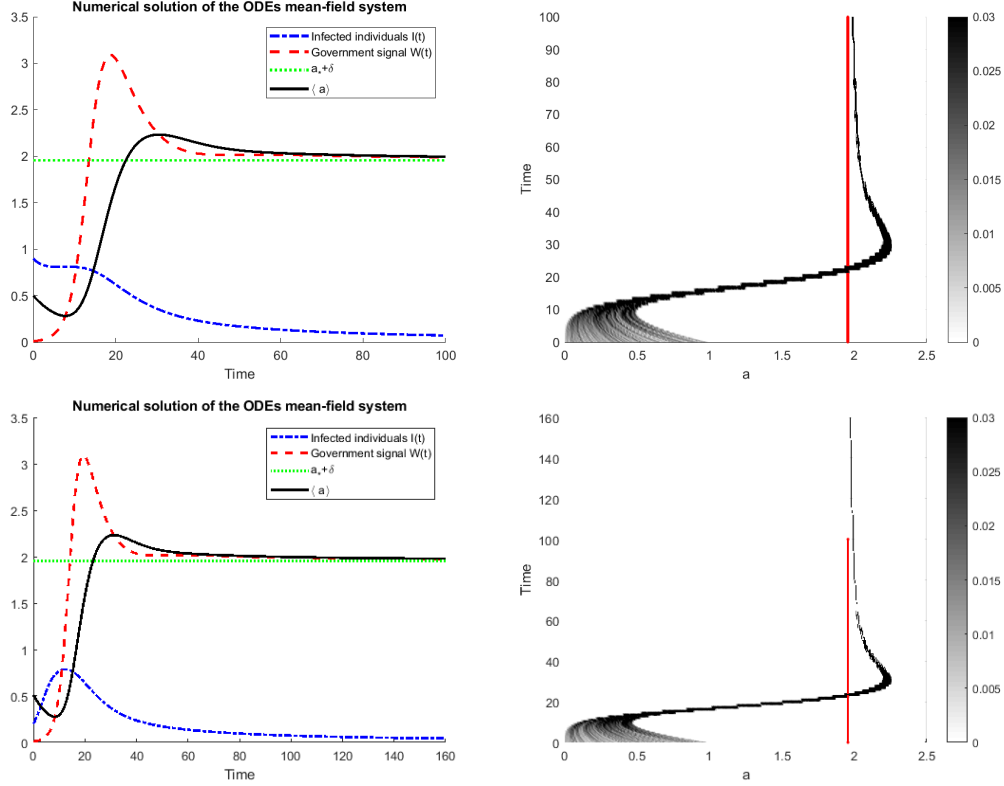 Numerical solution of the ODEs mean-field system
3.5
3
2.5
2
1.5
1
0.5
0
0 20 40 60 80 100
Time
Infected individuals I(t)
Government signal W(t)
a*+δ
⟨ a⟩
100
90
80
70
60
50
40
30
20
10
0
Time
0 0.5 1 1.5 2 2.5
a
0.03
0.025
0.02
0.015
0.01
0.005
0
Numerical solution of the ODEs mean-field system
3.5
3
2.5
2
1.5
1
0.5
0
0 20 40 60 80 100 120 140 160
Time
Infected individuals I(t)
Government signal W(t)
a*+δ
⟨ a⟩
160
140
120
100
80
60
40
20
0
Time
0 0.5 1 1.5 2 2.5
a
0.03
0.025
0.02
0.015
0.01
0.005
0